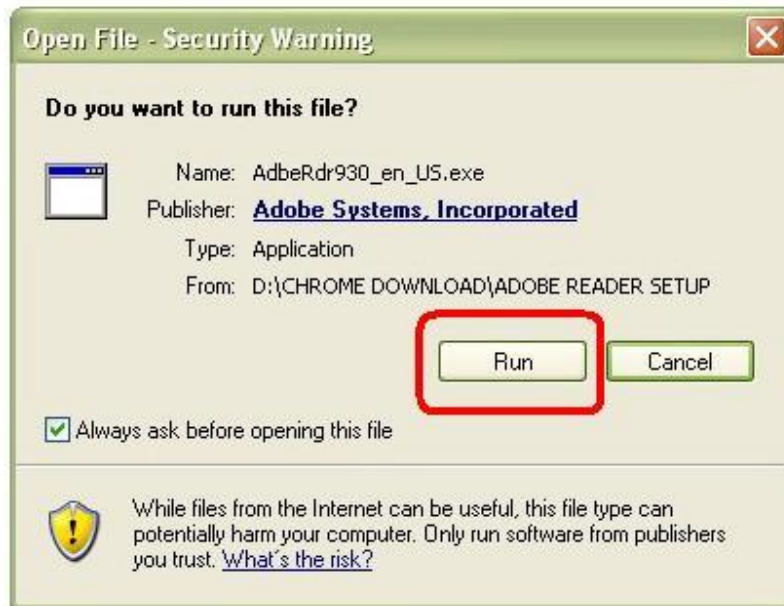 Open File - Security Warning
Do you want to run this file?
Name: AdbeRdr930_en_US.exe
Publisher: Adobe Systems, Incorporated
Type: Application
From: D:\CHROME DOWNLOAD\ADOBE READER SETUP
Run Cancel
Always ask before opening this file
While files from the Internet can be useful, this file type can
potentially harm your computer. Only run software from publishers
you trust. What's the risk?